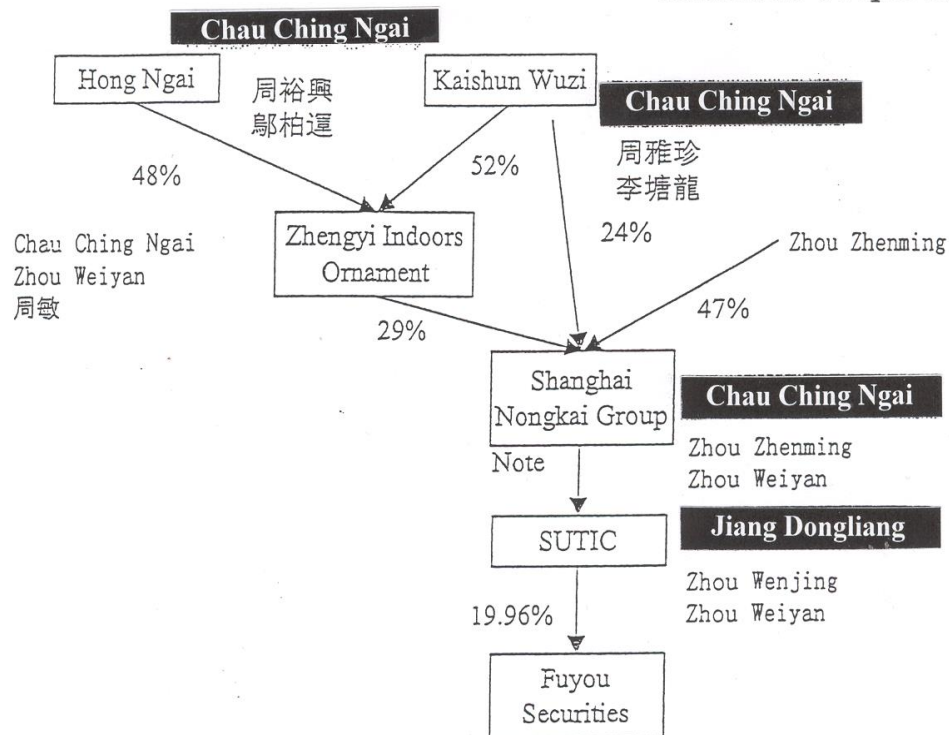 Chau Ching Ngai
Hong Ngai
周裕興
鄔柏運
Kaishun Wuzi
Chau Ching Ngai
周雅珍
李塘龍
48%
52%
24%
Zhou Zhenming
Chau Ching Ngai
Zhou Weiyan
周敏
Zhengyi Indoors
Ornament
29%
47%
Shanghai
Nongkai Group
Chau Ching Ngai
Zhou Zhenming
Zhou Weiyan
Note
SUTIC
Jiang Dongliang
Zhou Wenjing
Zhou Weiyan
19.96%
Fuyou
Securities